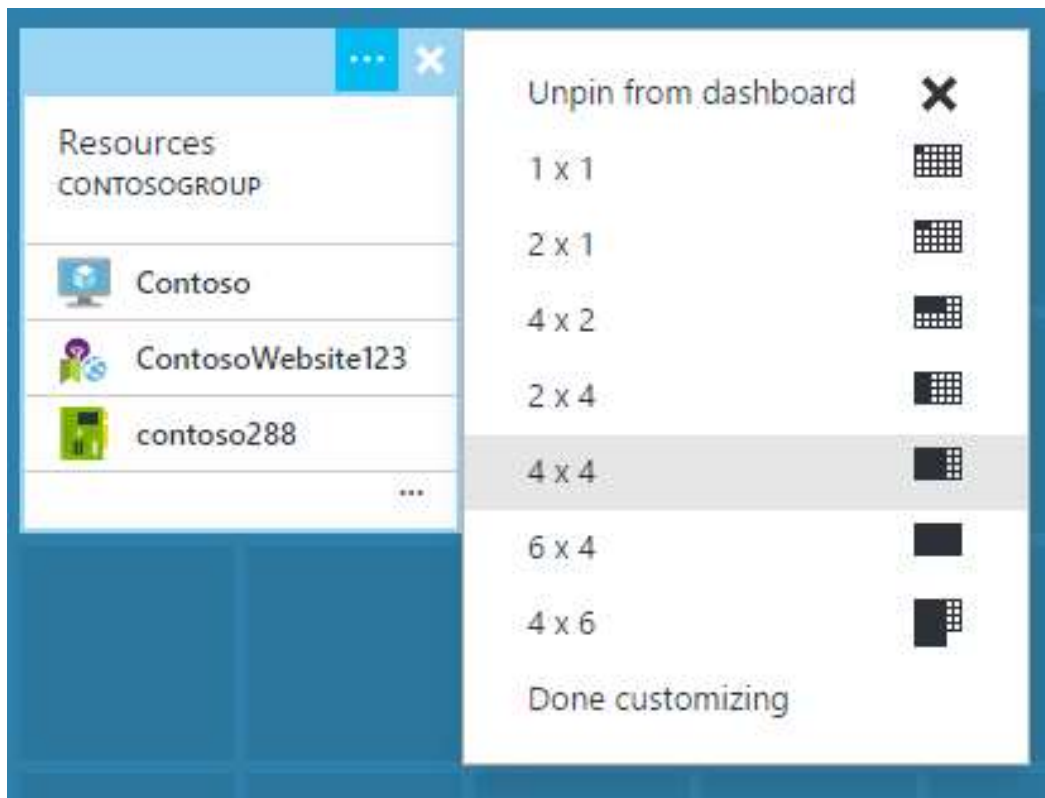 Resources
CONTOSOGROUP
Contoso
ContosoWebsite123
contoso288
...
Unpin from dashboard
1 x 1
2 x 1
4 x 2
2 x 4
4 x 4
6 x 4
4 x 6
Done customizing